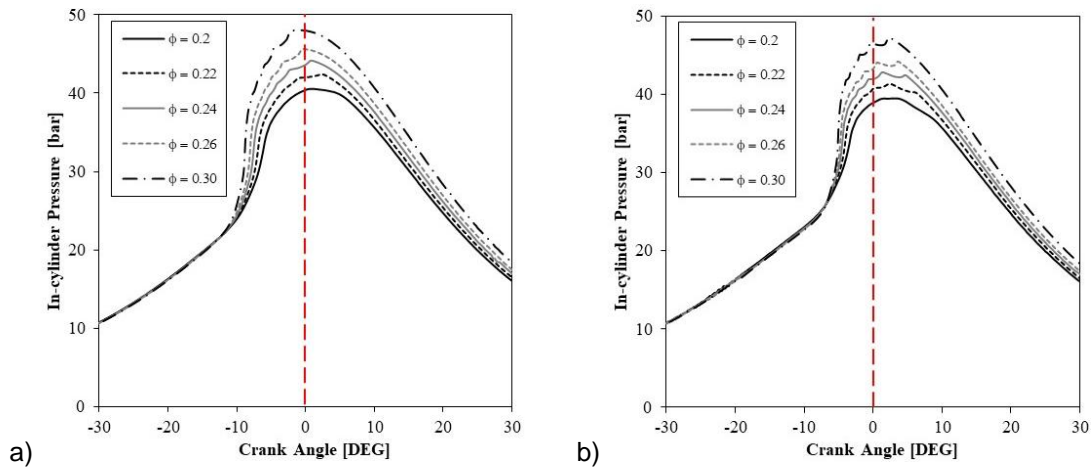 50
40
30
20
10
0
In-cylinder Pressure [bar]
ϕ = 0.2
ϕ = 0.22
ϕ = 0.24
ϕ = 0.26
ϕ = 0.30
-30 -20 -10 0 10 20 30
Crank Angle [DEG]
a)
50
40
30
20
10
0
In-cylinder Pressure [bar]
ϕ = 0.2
ϕ = 0.22
ϕ = 0.24
ϕ = 0.26
ϕ = 0.30
-30 -20 -10 0 10 20 30
Crank Angle [DEG]
b)